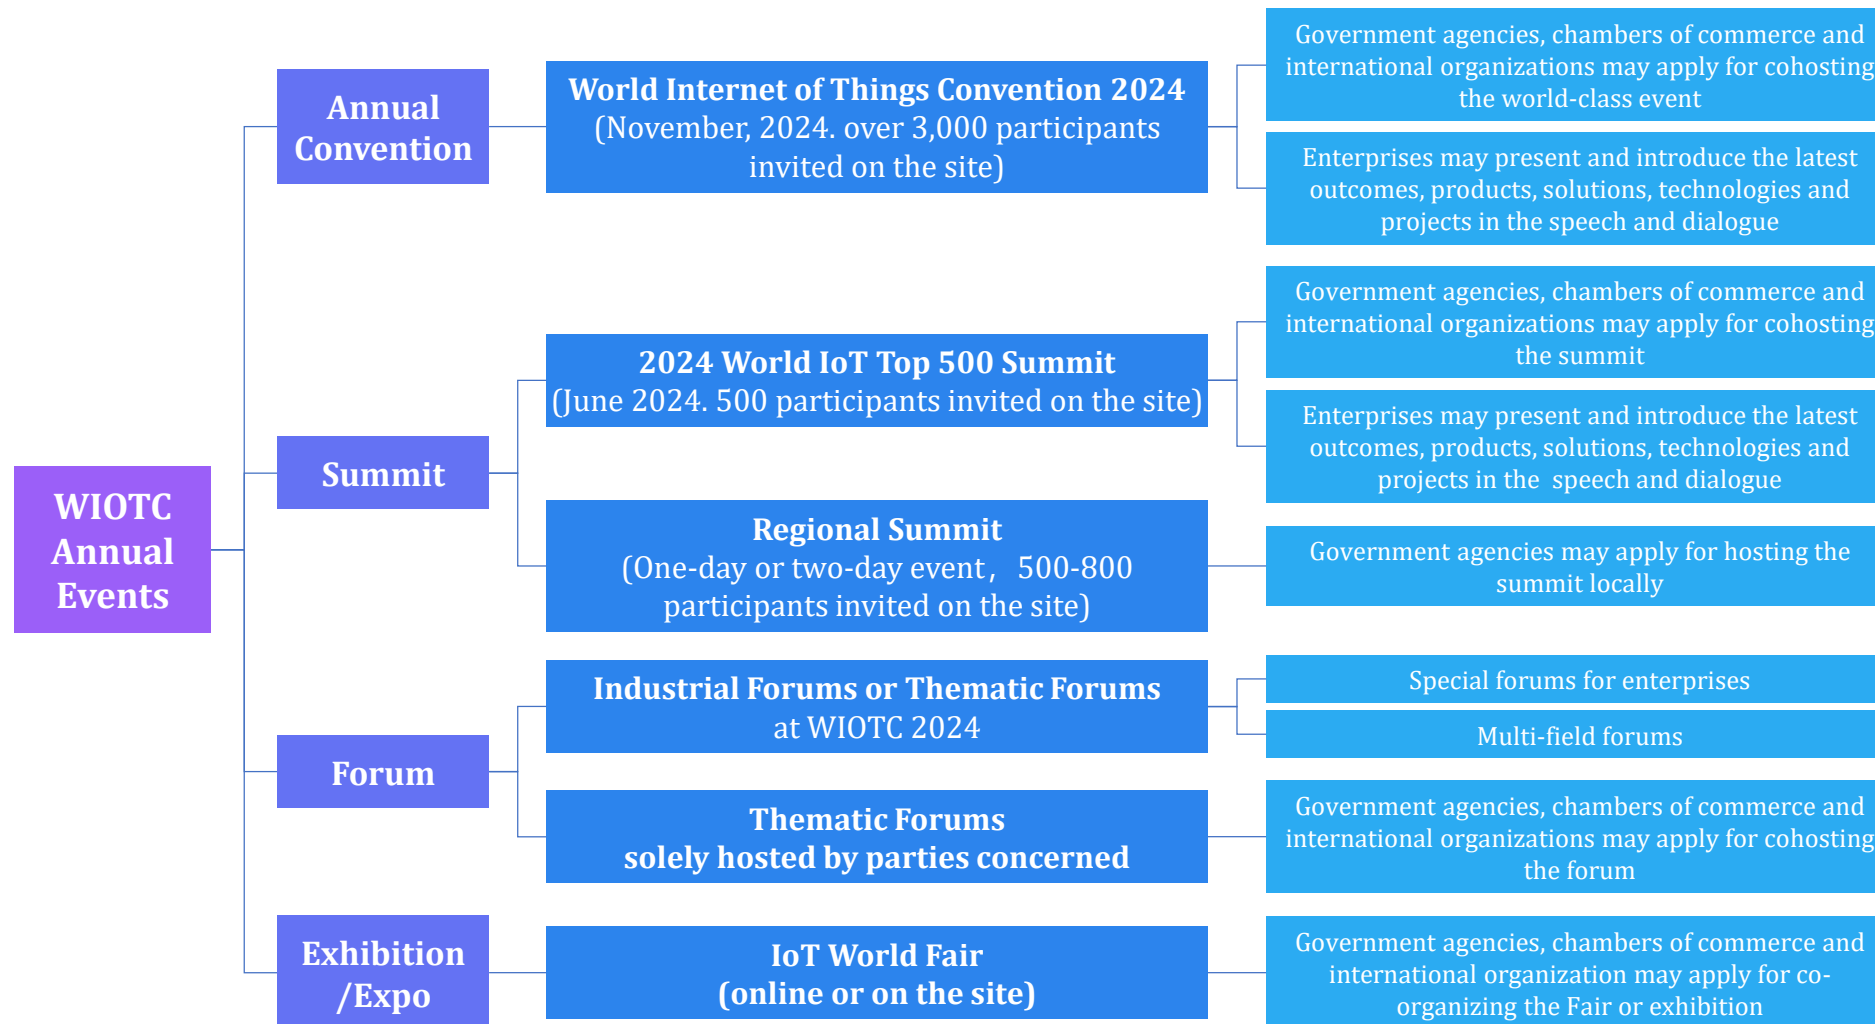 WIOTC
Annual
Events
Annual
Convention
World Internet of Things Convention 2024
(November, 2024. over 3,000 participants
invited on the site)
Government agencies, chambers of commerce and
international organizations may apply for cohosting
the world-class event
Enterprises may present and introduce the latest
outcomes, products, solutions, technologies and
projects in the speech and dialogue
Summit
2024 World IoT Top 500 Summit
(June 2024. 500 participants invited on the site)
Government agencies, chambers of commerce and
international organizations may apply for cohosting
the summit
Enterprises may present and introduce the latest
outcomes, products, solutions, technologies and
projects in the  speech and dialogue
Regional Summit
(One-day or two-day event，500-800
participants invited on the site)
Government agencies may apply for hosting the
summit locally
Forum
Industrial Forums or Thematic Forums
at WIOTC 2024
Special forums for enterprises
Multi-field forums
Thematic Forums
solely hosted by parties concerned
Government agencies, chambers of commerce and
international organizations may apply for cohosting
the forum
Exhibition
/Expo
IoT World Fair
(online or on the site)
Government agencies, chambers of commerce and
international organization may apply for co-
organizing the Fair or exhibition